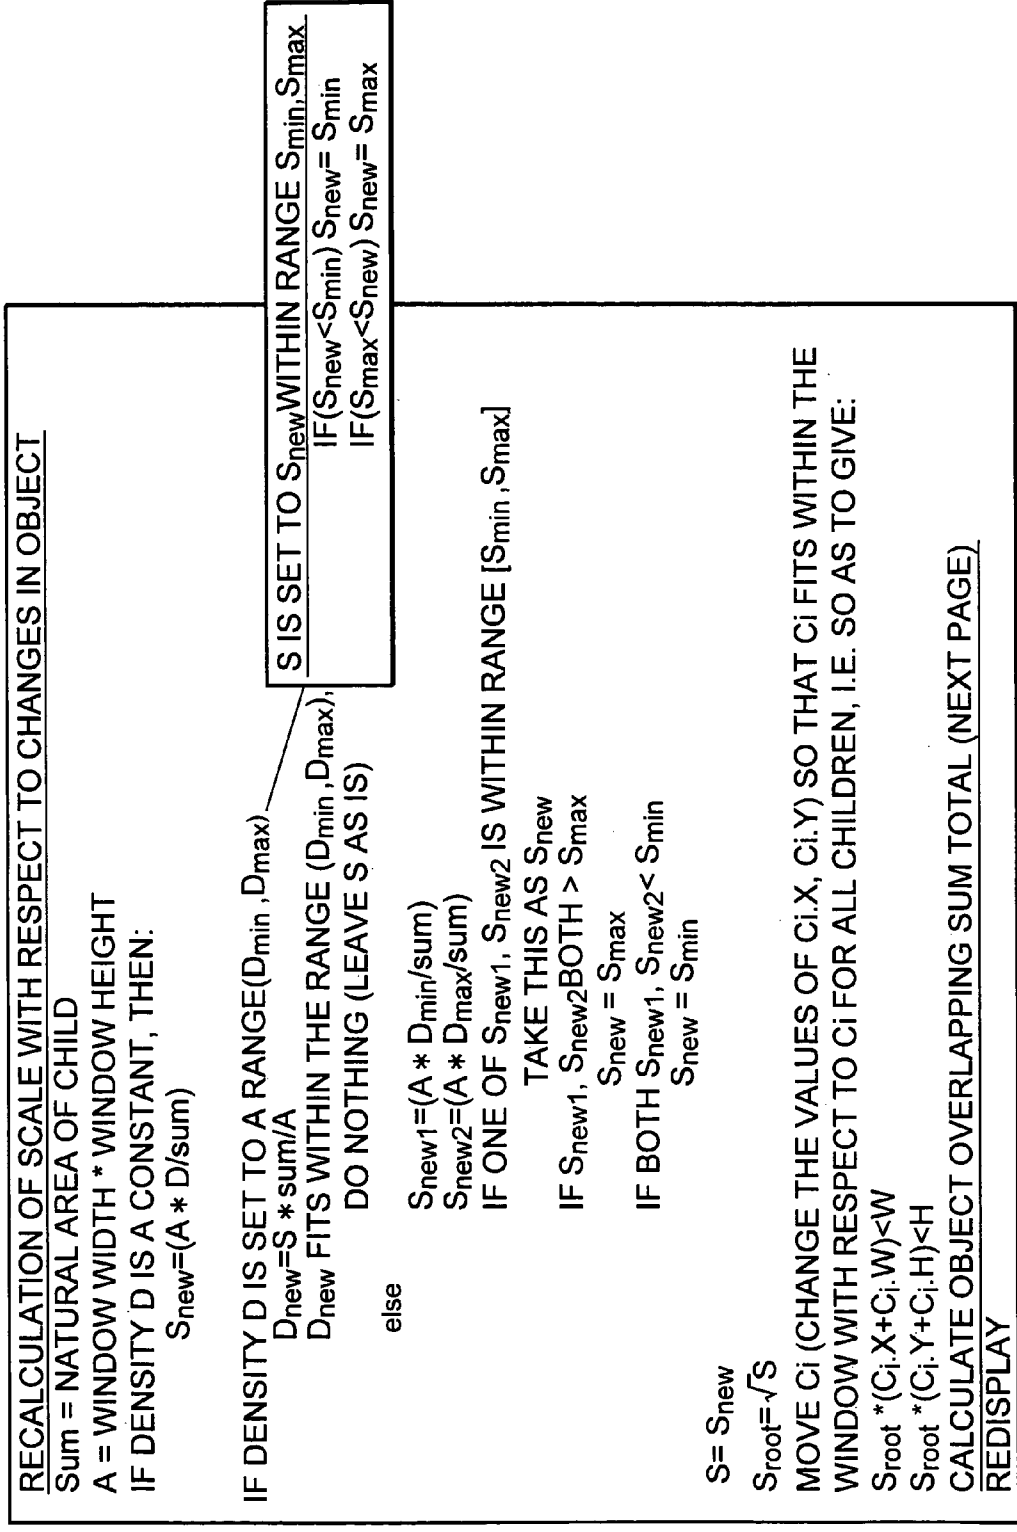 RECALCULATION OF SCALE WITH RESPECT TO CHANGES IN OBJECT
Sum = NATURAL AREA OF CHILD
A = WINDOW WIDTH * WINDOW HEIGHT
IF DENSITY D IS A CONSTANT, THEN:
Snew=(A * D/sum)
IF DENSITY D IS SET TO A RANGE(Dmin ,Dmax)
Dnew=S * sum/A
Dnew FITS WITHIN THE RANGE (Dmin ,Dmax),
DO NOTHING (LEAVE S AS IS)
else
Snew1=(A * Dmin/sum)
Snew2=(A * Dmax/sum)
IF ONE OF Snew1, Snew2 IS WITHIN RANGE [Smin ,Smax]
TAKE THIS AS Snew
IF Snew1, Snew2BOTH > Smax
Snew = Smax
IF BOTH Snew1, Snew2< Smin
Snew = Smin
S= Snew
Sroot=√S
MOVE Ci (CHANGE THE VALUES OF Ci.X, Ci.Y) SO THAT Ci FITS WITHIN THE
WINDOW WITH RESPECT TO Ci FOR ALL CHILDREN, I.E. SO AS TO GIVE:
Sroot *(Ci.X+Ci.W)<W
Sroot *(Ci.Y+Ci.H)<H
CALCULATE OBJECT OVERLAPPING SUM TOTAL (NEXT PAGE)
REDISPLAY
S IS SET TO SnewWITHIN RANGE Smin,Smax
IF(Snew<Smin) Snew= Smin
IF(Smax<Snew) Snew= Smax